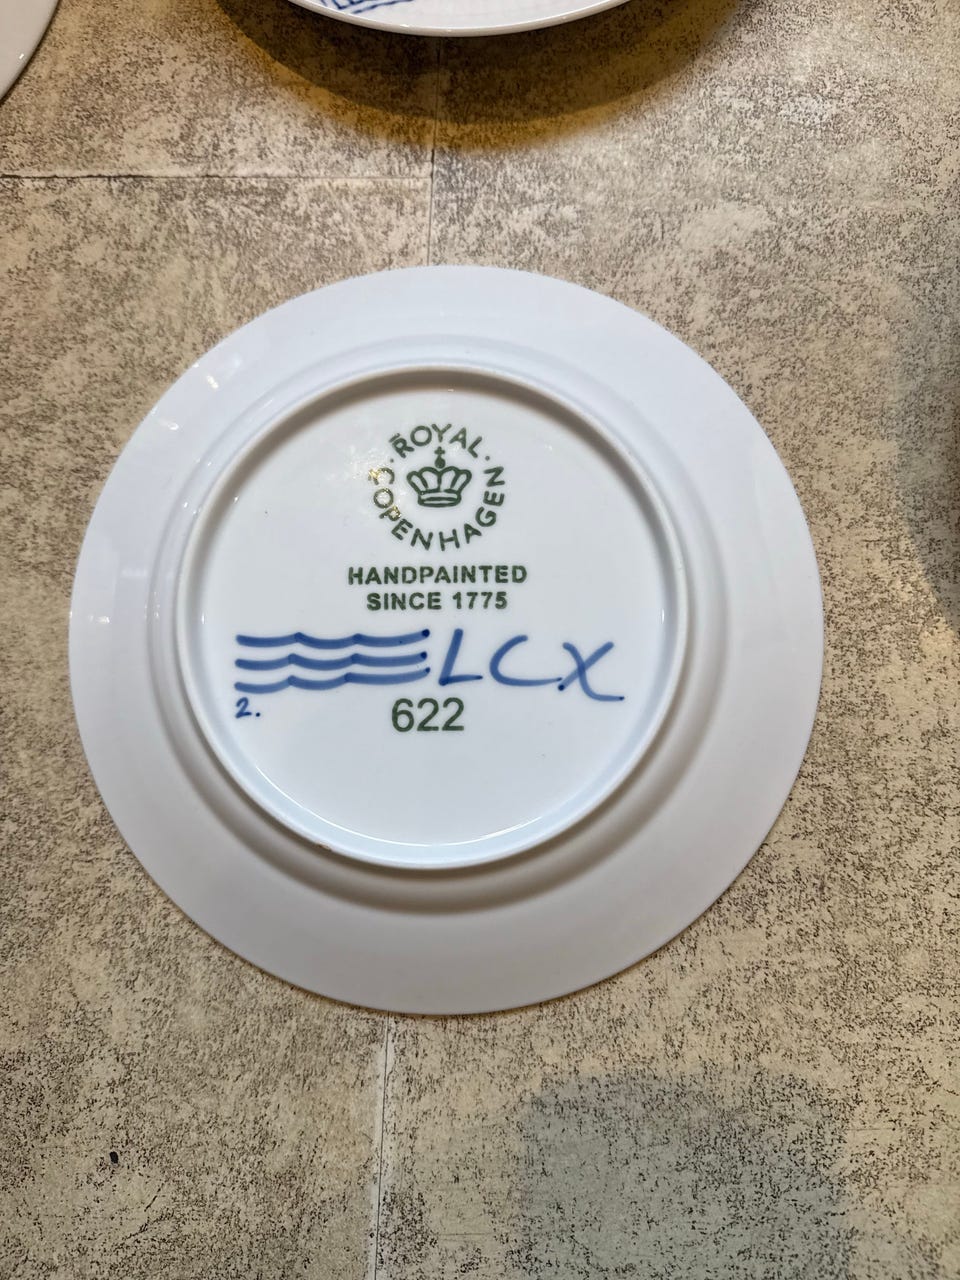 ROYAL
COPENHAGEN
HANDPAINTED
SINCE 1775
LCX
2.
622